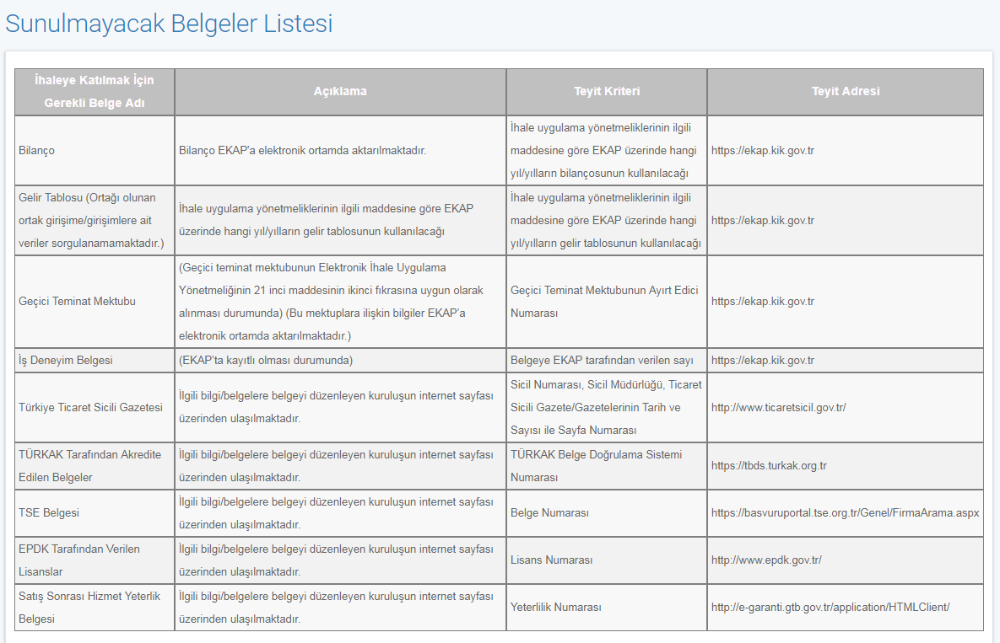 Sunulmayacak Belgeler Listesi
İhaleye Katılmak İçin
Gerekli Belge Adı
Açıklama
Teyit Kriteri
Teyit Adresi
Bilanço
Bilanço EKAP'a elektronik ortamda aktarılmaktadır.
İhale uygulama yönetmeliklerinin ilgili
maddesine göre EKAP üzerinde hangi
yıl/yılların bilançosunun kullanılacağı
https://ekap.kik.gov.tr
Gelir Tablosu (Ortağı olunan
ortak girişime/girişimlere ait
veriler sorgulanamamaktadır.)
İhale uygulama yönetmeliklerinin ilgili maddesine göre EKAP
üzerinde hangi yıl/yılların gelir tablosunun kullanılacağı
İhale uygulama yönetmeliklerinin ilgili
maddesine göre EKAP üzerinde hangi
yıl/yılların gelir tablosunun kullanılacağı
https://ekap.kik.gov.tr
Geçici Teminat Mektubu
(Geçici teminat mektubunun Elektronik İhale Uygulama
Yönetmeliğinin 21 inci maddesinin ikinci fıkrasına uygun olarak
alınması durumunda) (Bu mektuplara ilişkin bilgiler EKAP’a
elektronik ortamda aktarılmaktadır.)
Geçici Teminat Mektubunun Ayırt Edici
Numarası
https://ekap.kik.gov.tr
İş Deneyim Belgesi
(EKAP’ta kayıtlı olması durumunda)
Belgeye EKAP tarafından verilen sayı
https://ekap.kik.gov.tr
Türkiye Ticaret Sicili Gazetesi
İlgili bilgi/belgelere belgeyi düzenleyen kuruluşun internet sayfası
üzerinden ulaşılmaktadır.
Sicil Numarası, Sicil Müdürlüğü, Ticaret
Sicili Gazete/Gazetelerinin Tarih ve
Sayısı ile Sayfa Numarası
http://www.ticaretsicil.gov.tr/
TÜRKAK Tarafından Akredite
Edilen Belgeler
İlgili bilgi/belgelere belgeyi düzenleyen kuruluşun internet sayfası
üzerinden ulaşılmaktadır.
TÜRKAK Belge Doğrulama Sistemi
Numarası
https://tbds.turkak.org.tr
TSE Belgesi
İlgili bilgi/belgelere belgeyi düzenleyen kuruluşun internet sayfası
üzerinden ulaşılmaktadır.
Belge Numarası
https://basvuruportal.tse.org.tr/Genel/FirmaArama.aspx
EPDK Tarafından Verilen
Lisanslar
İlgili bilgi/belgelere belgeyi düzenleyen kuruluşun internet sayfası
üzerinden ulaşılmaktadır.
Lisans Numarası
http://www.epdk.gov.tr/
Satış Sonrası Hizmet Yeterlik
Belgesi
İlgili bilgi/belgelere belgeyi düzenleyen kuruluşun internet sayfası
üzerinden ulaşılmaktadır.
Yeterlilik Numarası
http://e-garanti.gtb.gov.tr/application/HTMLClient/